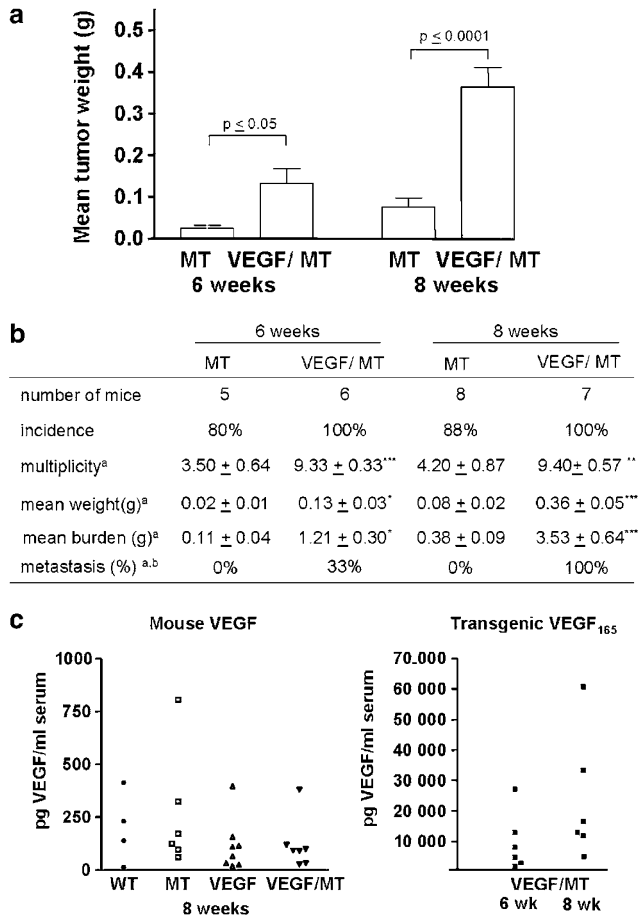 a
Mean tumor weight (g)
0.5
0.4
0.3
0.2
0.1
0.0
p ≤ 0.05
p ≤ 0.0001
MT VEGF/ MT MT VEGF/ MT
6 weeks 8 weeks
b
6 weeks 8 weeks
MT VEGF/ MT MT VEGF/ MT
number of mice 5 6 8 7
incidence 80% 100% 88% 100%
multiplicity^a 3.50 ± 0.64 9.33 ± 0.33*** 4.20 ± 0.87 9.40± 0.57 **
mean weight(g)^a 0.02 ± 0.01 0.13 ± 0.03* 0.08 ± 0.02 0.36 ± 0.05***
mean burden (g)^a 0.11 ± 0.04 1.21 ± 0.30* 0.38 ± 0.09 3.53 ± 0.64***
metastasis (%) ^a,b 0% 33% 0% 100%
c
Mouse VEGF
pg VEGF/ml serum
1000
750
500
250
0
WT MT VEGF VEGF/MT
8 weeks
Transgenic VEGF165
pg VEGF/ml serum
70.000
60 000
50 000
40 000
30 000
20 000
10 000
VEGF/MT
6 wk 8 wk